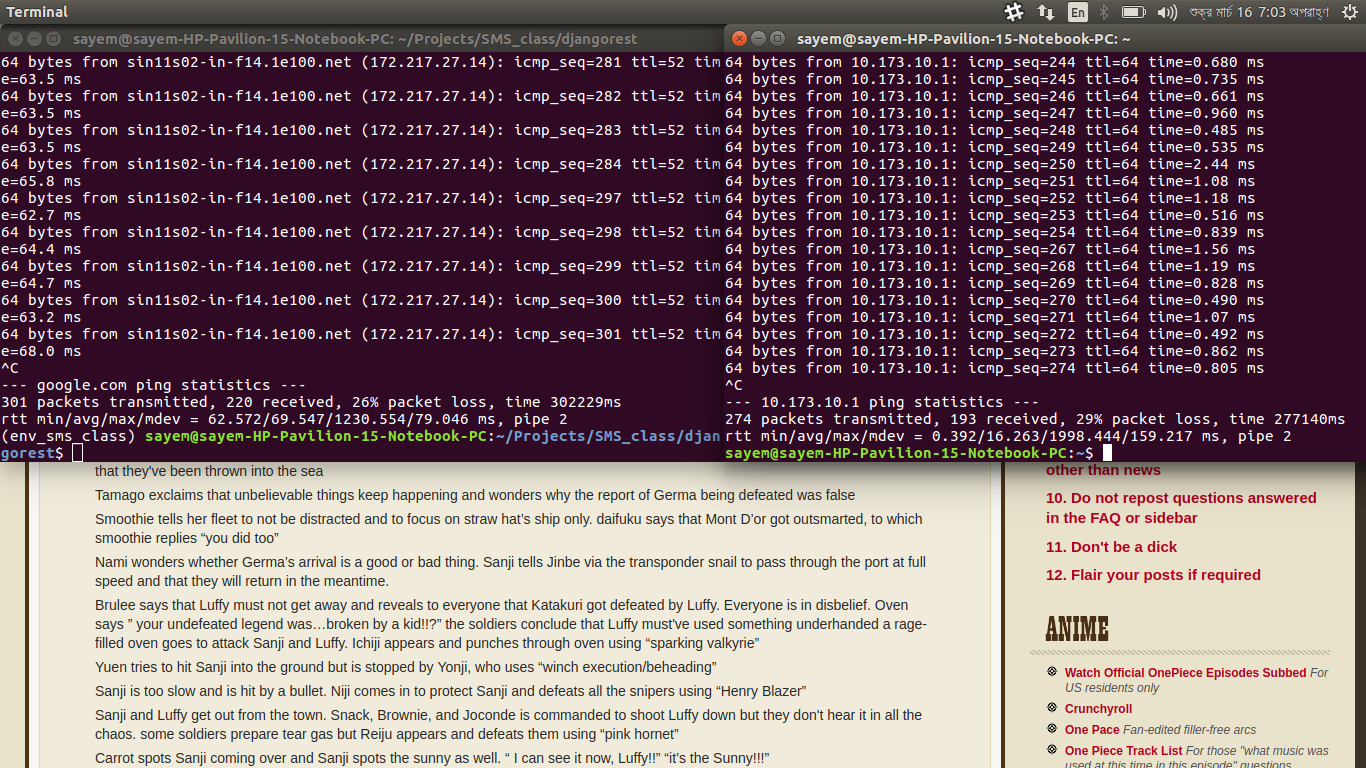 Terminal
En
শুক্র মার্চ 16 7:03 অপরাহ্ণ
sayem@sayem-HP-Pavilion-15-Notebook-PC: ~/Projects/SMS_class/djangorest
64 bytes from sin11s02-in-f14.1e100.net (172.217.27.14): icmp_seq=281 ttl=52 tim
e=63.5 ms
64 bytes from sin11s02-in-f14.1e100.net (172.217.27.14): icmp_seq=282 ttl=52 tim
e=63.5 ms
64 bytes from sin11s02-in-f14.1e100.net (172.217.27.14): icmp_seq=283 ttl=52 tim
e=63.5 ms
64 bytes from sin11s02-in-f14.1e100.net (172.217.27.14): icmp_seq=284 ttl=52 tim
e=65.8 ms
64 bytes from sin11s02-in-f14.1e100.net (172.217.27.14): icmp_seq=297 ttl=52 tim
e=62.7 ms
64 bytes from sin11s02-in-f14.1e100.net (172.217.27.14): icmp_seq=298 ttl=52 tim
e=64.4 ms
64 bytes from sin11s02-in-f14.1e100.net (172.217.27.14): icmp_seq=299 ttl=52 tim
e=64.7 ms
64 bytes from sin11s02-in-f14.1e100.net (172.217.27.14): icmp_seq=300 ttl=52 tim
e=63.2 ms
64 bytes from sin11s02-in-f14.1e100.net (172.217.27.14): icmp_seq=301 ttl=52 tim
e=68.0 ms
^C
--- google.com ping statistics ---
301 packets transmitted, 220 received, 26% packet loss, time 302229ms
rtt min/avg/max/mdev = 62.572/69.547/1230.554/79.046 ms, pipe 2
(env_sms_class) sayem@sayem-HP-Pavilion-15-Notebook-PC:~/Projects/SMS_class/djan
gorest$
sayem@sayem-HP-Pavilion-15-Notebook-PC: ~
64 bytes from 10.173.10.1: icmp_seq=244 ttl=64 time=0.680 ms
64 bytes from 10.173.10.1: icmp_seq=245 ttl=64 time=0.735 ms
64 bytes from 10.173.10.1: icmp_seq=246 ttl=64 time=0.661 ms
64 bytes from 10.173.10.1: icmp_seq=247 ttl=64 time=0.960 ms
64 bytes from 10.173.10.1: icmp_seq=248 ttl=64 time=0.485 ms
64 bytes from 10.173.10.1: icmp_seq=249 ttl=64 time=0.535 ms
64 bytes from 10.173.10.1: icmp_seq=250 ttl=64 time=2.44 ms
64 bytes from 10.173.10.1: icmp_seq=251 ttl=64 time=1.08 ms
64 bytes from 10.173.10.1: icmp_seq=252 ttl=64 time=1.18 ms
64 bytes from 10.173.10.1: icmp_seq=253 ttl=64 time=0.516 ms
64 bytes from 10.173.10.1: icmp_seq=254 ttl=64 time=0.839 ms
64 bytes from 10.173.10.1: icmp_seq=267 ttl=64 time=1.56 ms
64 bytes from 10.173.10.1: icmp_seq=268 ttl=64 time=1.19 ms
64 bytes from 10.173.10.1: icmp_seq=269 ttl=64 time=0.828 ms
64 bytes from 10.173.10.1: icmp_seq=270 ttl=64 time=0.490 ms
64 bytes from 10.173.10.1: icmp_seq=271 ttl=64 time=1.07 ms
64 bytes from 10.173.10.1: icmp_seq=272 ttl=64 time=0.492 ms
64 bytes from 10.173.10.1: icmp_seq=273 ttl=64 time=0.862 ms
64 bytes from 10.173.10.1: icmp_seq=274 ttl=64 time=0.805 ms
^C
--- 10.173.10.1 ping statistics ---
274 packets transmitted, 193 received, 29% packet loss, time 277140ms
rtt min/avg/max/mdev = 0.392/16.263/1998.444/159.217 ms, pipe 2
sayem@sayem-HP-Pavilion-15-Notebook-PC:~$
that they've been thrown into the sea
Tamago exclaims that unbelievable things keep happening and wonders why the report of Germa being defeated was false
Smoothie tells her fleet to not be distracted and to focus on straw hat’s ship only. daifuku says that Mont D’or got outsmarted, to which
smoothie replies “you did too”
Nami wonders whether Germa’s arrival is a good or bad thing. Sanji tells Jinbe via the transponder snail to pass through the port at full
speed and that they will return in the meantime.
Brulee says that Luffy must not get away and reveals to everyone that Katakuri got defeated by Luffy. Everyone is in disbelief. Oven
says ” your undefeated legend was…broken by a kid!!?” the soldiers conclude that Luffy must've used something underhanded a rage-
filled oven goes to attack Sanji and Luffy. Ichiji appears and punches through oven using “sparking valkyrie”
Yuen tries to hit Sanji into the ground but is stopped by Yonji, who uses “winch execution/beheading”
Sanji is too slow and is hit by a bullet. Niji comes in to protect Sanji and defeats all the snipers using “Henry Blazer”
Sanji and Luffy get out from the town. Snack, Brownie, and Joconde is commanded to shoot Luffy down but they don't hear it in all the
chaos. some soldiers prepare tear gas but Reiju appears and defeats them using “pink hornet”
Carrot spots Sanji coming over and Sanji spots the sunny as well. “ I can see it now, Luffy!!” “it’s the Sunny!!!”
other than news
10. Do not repost questions answered
in the FAQ or sidebar
11. Don't be a dick
12. Flair your posts if required
ANIME
Watch Official OnePiece Episodes Subbed For
US residents only
Crunchyroll
One Pace Fan-edited filler-free arcs
One Piece Track List For those "what music was
used at this time in this episode" questions